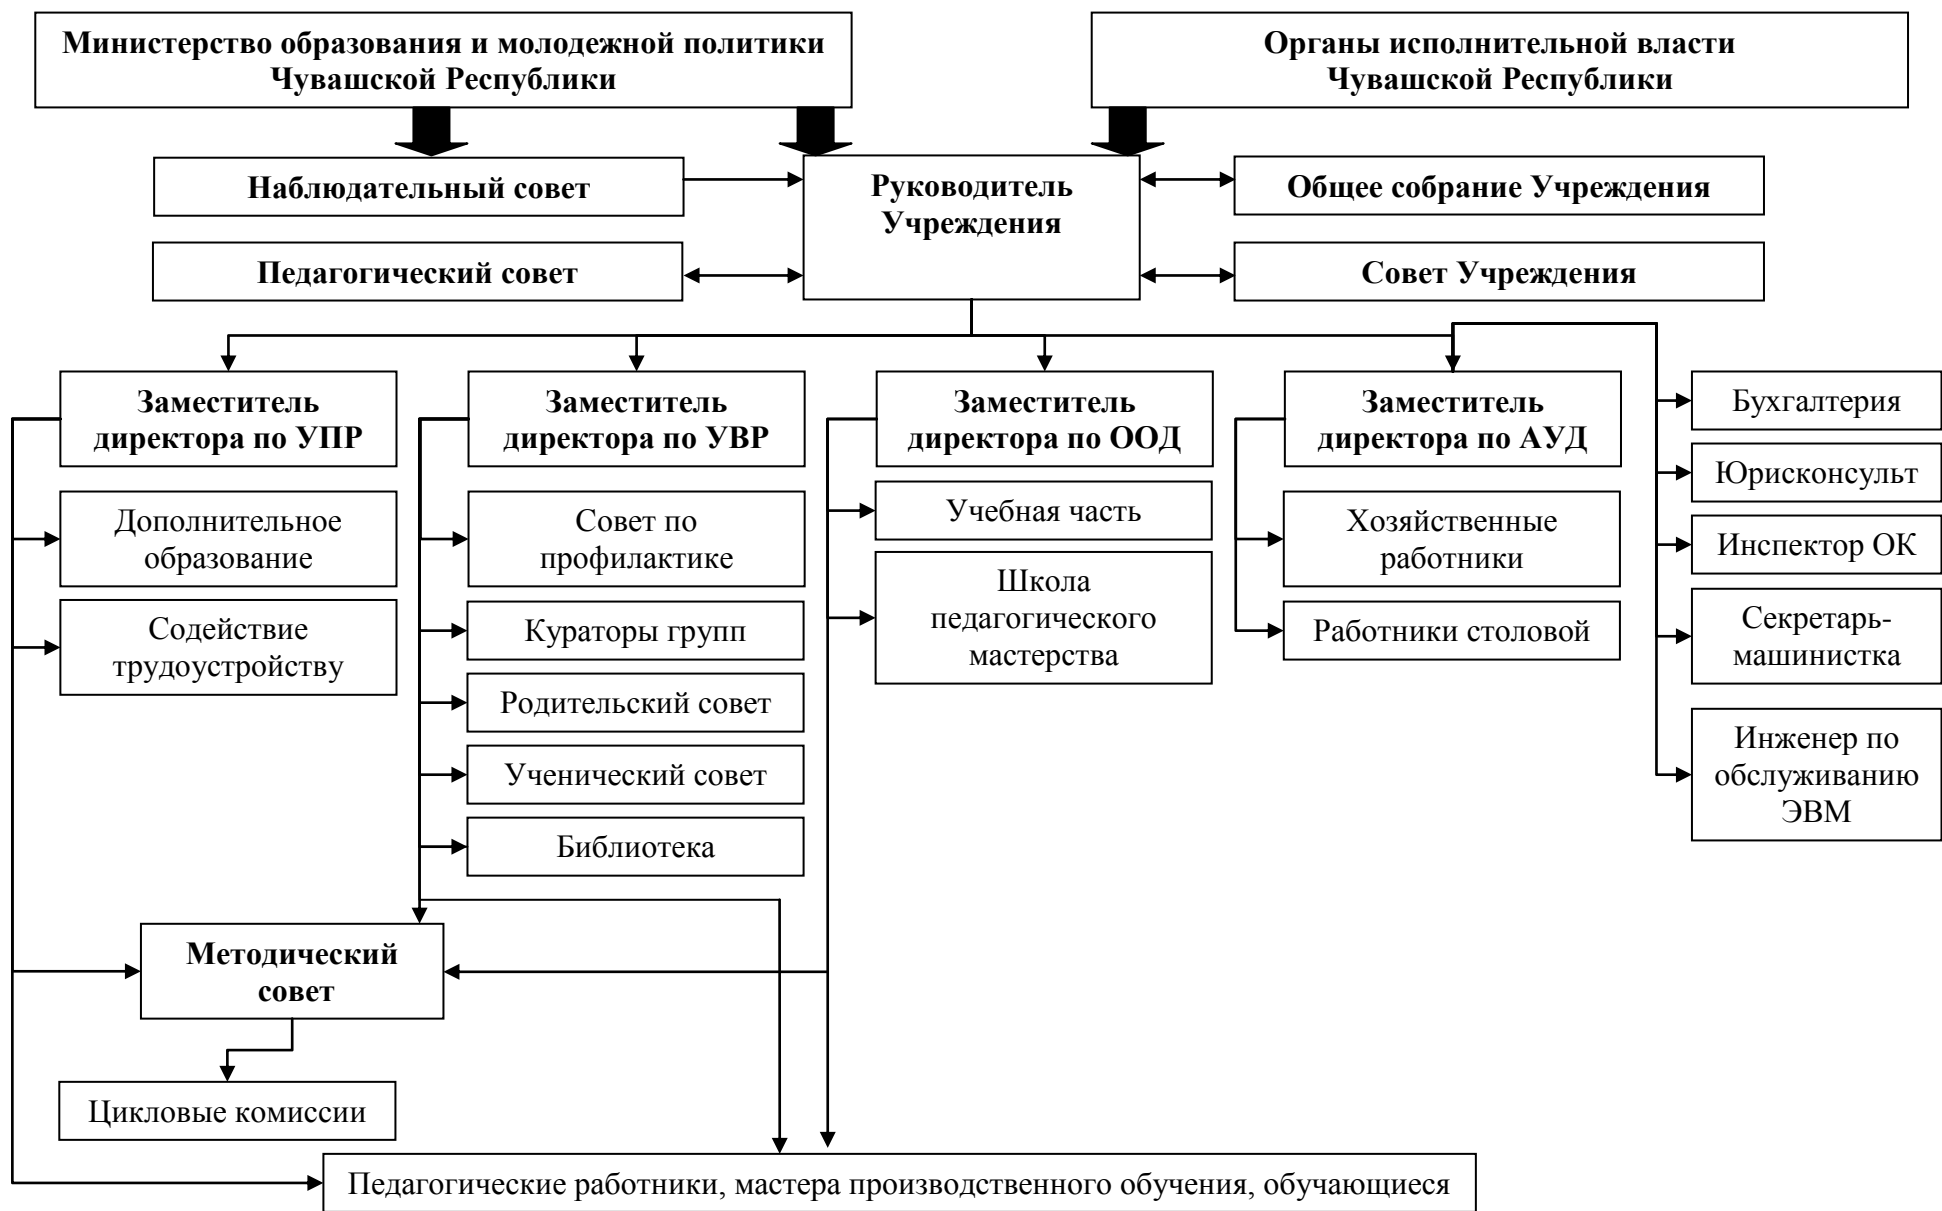 Министерство образования и молодежной политики
Чувашской Республики
Органы исполнительной власти
Чувашской Республики
Наблюдательный совет
Руководитель
Учреждения
Общее собрание Учреждения
Педагогический совет
Совет Учреждения
Заместитель
директора по УПР
Заместитель
директора по УВР
Заместитель
директора по ООД
Заместитель
директора по АУД
Дополнительное
образование
Содействие
трудоустройству
Совет по
профилактике
Кураторы групп
Родительский совет
Ученический совет
Библиотека
Учебная часть
Школа
педагогического
мастерства
Хозяйственные
работники
Работники столовой
Бухгалтерия
Юрисконсульт
Инспектор ОК
Секретарь-
машинистка
Инженер по
обслуживанию
ЭВМ
Методический
совет
Цикловые комиссии
Педагогические работники, мастера производственного обучения, обучающиеся